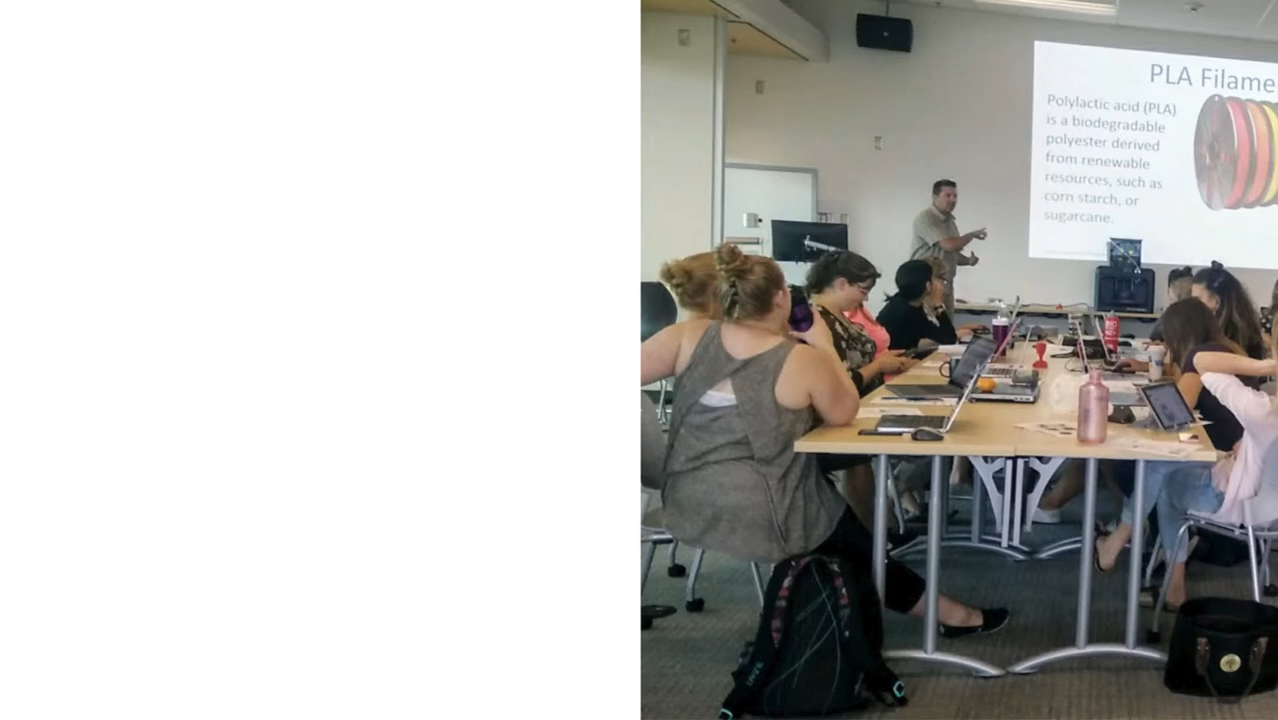 PLA Filame
Polylactic acid (PLA)
is a biodegradable
polyester derived
from renewable
resources, such as
corn starch, or
sugarcane.